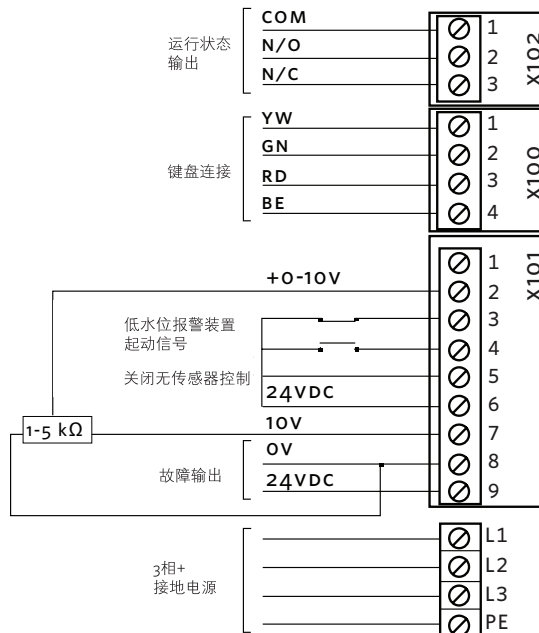 运行状态
输出
COM
N/O
N/C
1
2
3
X102
键盘连接
YW
GN
RD
BE
1
2
3
4
X100
+0-10V
低水位报警装置
起动信号
关闭无传感器控制
24VDC
1-5 kΩ
10V
0V
故障输出
24VDC
1
2
3
4
5
6
7
8
9
X101
3相+
接地电源
L1
L2
L3
PE